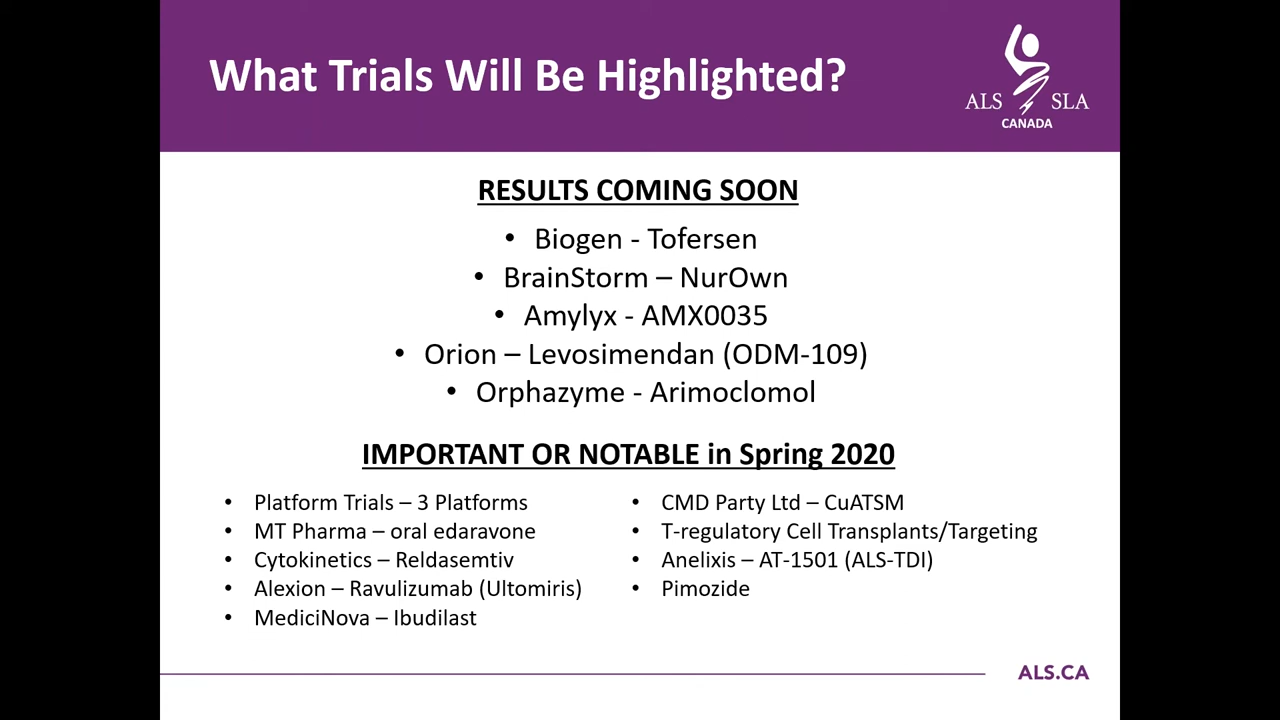 What Trials Will Be Highlighted?
ALS SLA
CANADA
RESULTS COMING SOON
• Biogen - Tofersen
• BrainStorm – NurOwn
• Amylyx - AMX0035
• Orion – Levosimendan (ODM-109)
• Orphazyme - Arimoclomol
IMPORTANT OR NOTABLE in Spring 2020
• Platform Trials – 3 Platforms
• MT Pharma – oral edaravone
• Cytokinetics – Reldasemtiv
• Alexion – Ravulizumab (Ultomiris)
• MediciNova – Ibudilast
• CMD Party Ltd – CuATSM
• T-regulatory Cell Transplants/Targeting
• Anelixis – AT-1501 (ALS-TDI)
• Pimozide
ALS.CA